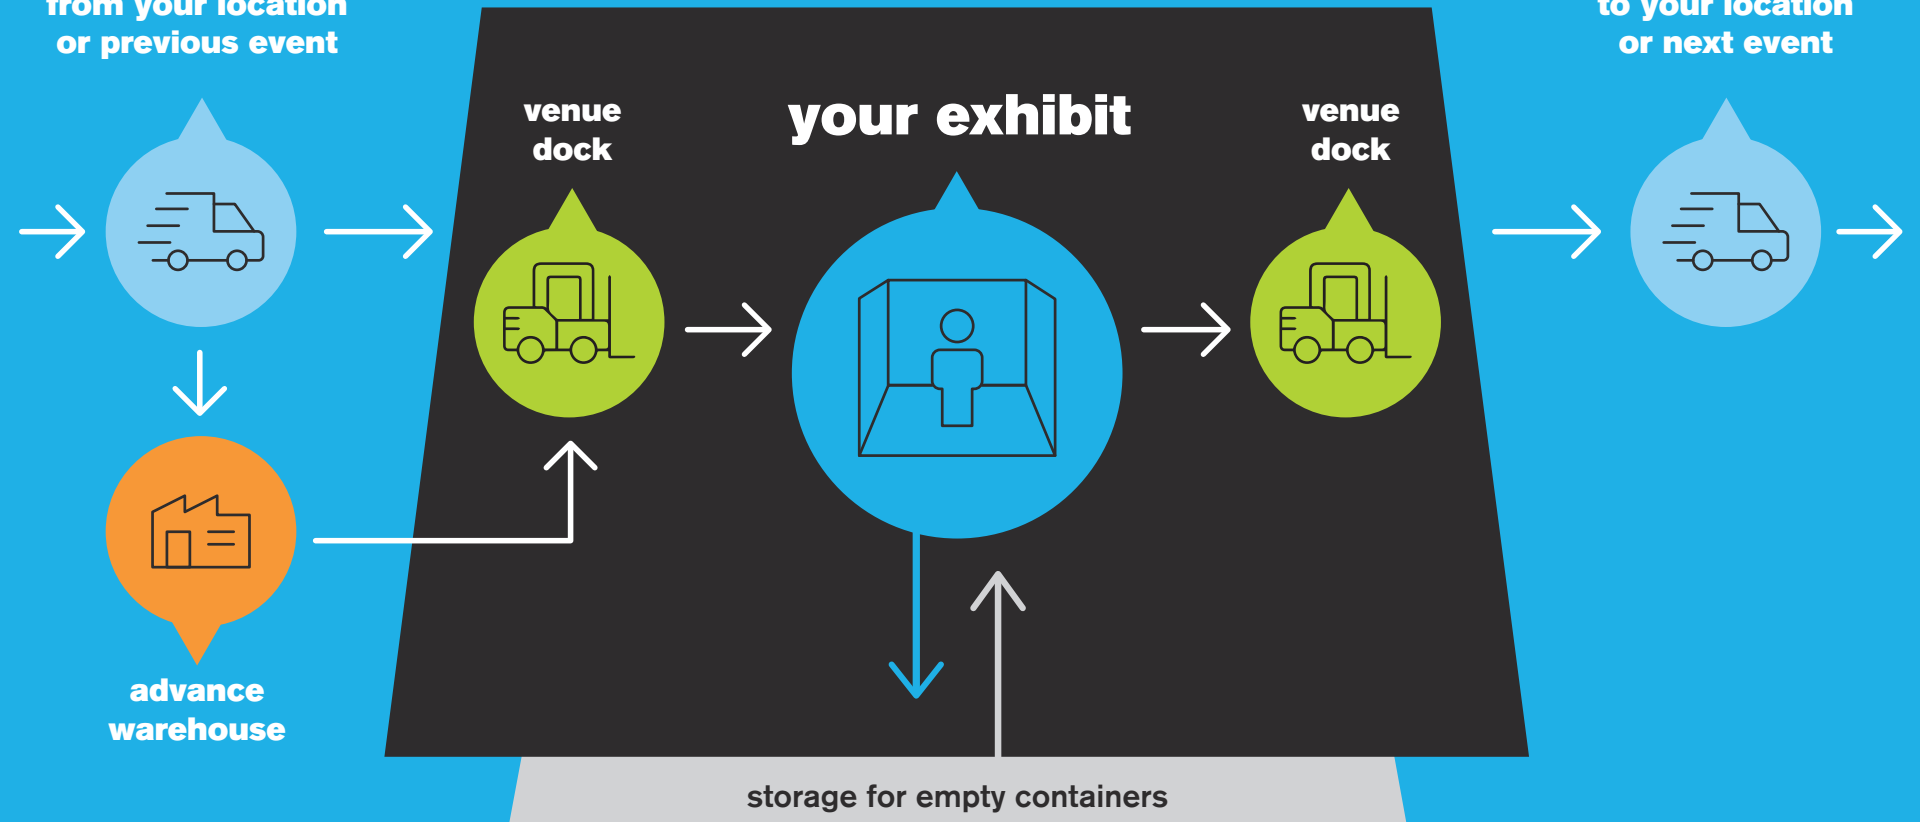 from your location
or previous event
to your location
or next event
venue
dock
your exhibit
venue
dock
advance
warehouse
storage for empty containers